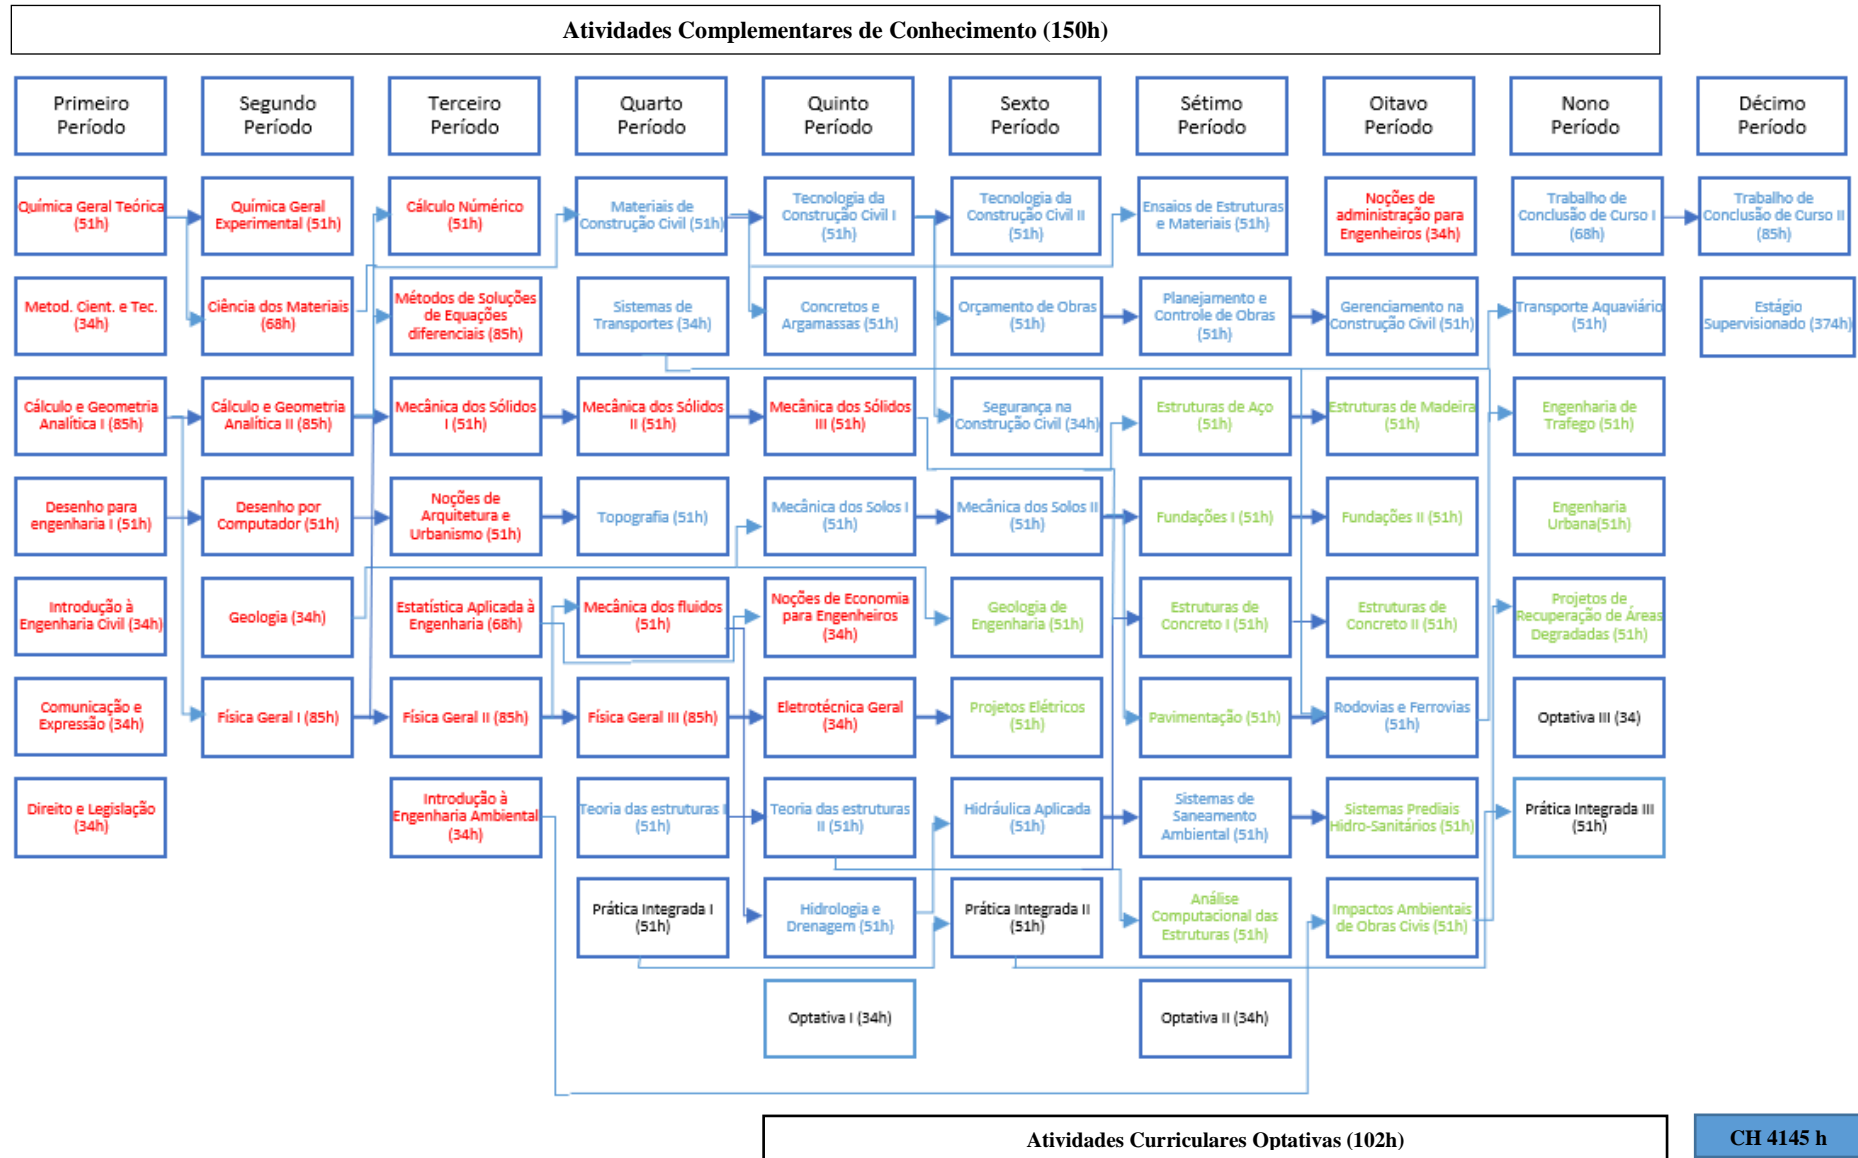 Atividades Complementares de Conhecimento (150h)
Primeiro
Período
Segundo
Período
Terceiro
Período
Quarto
Período
Quinto
Período
Sexto
Período
Sétimo
Período
Oitavo
Período
Nono
Período
Décimo
Período
Química Geral Teórica
(51h)
Química Geral
Experimental (51h)
Cálculo Númérico
(51h)
Materiais de
Construção Civil (51h)
Tecnologia da
Construção Civil I
(51h)
Tecnologia da
Construção Civil II
(51h)
Ensaios de Estruturas
e Materiais (51h)
Noções de
administração para
Engenheiros (34h)
Trabalho de
Conclusão de Curso I
(68h)
Trabalho de
Conclusão de Curso II
(85h)
Metod. Cient. e Tec.
(34h)
Ciência dos Materiais
(68h)
Métodos de Soluções
de Equações
diferenciais (85h)
Sistemas de
Transportes (34h)
Concretos e
Argamassas (51h)
Orçamento de Obras
(51h)
Planejamento e
Controle de Obras
(51h)
Gerenciamento na
Construção Civil (51h)
Transporte Aquaviário
(51h)
Estágio
Supervisionado (374h)
Cálculo e Geometria
Analítica I (85h)
Cálculo e Geometria
Analítica II (85h)
Mecânica dos Sólidos
I (51h)
Mecânica dos Sólidos
II (51h)
Mecânica dos Sólidos
III (51h)
Segurança na
Construção Civil (34h)
Estruturas de Aço
(51h)
Estruturas de Madeira
(51h)
Engenharia de
Trafego (51h)
Desenho para
engenharia I (51h)
Desenho por
Computador (51h)
Noções de
Arquitetura e
Urbanismo (51h)
Topografia (51h)
Mecânica dos Solos I
(51h)
Mecânica dos Solos II
(51h)
Fundações I (51h)
Fundações II (51h)
Engenharia
Urbana(51h)
Introdução à
Engenharia Civil (34h)
Geologia (34h)
Estatística Aplicada à
Engenharia (68h)
Mecânica dos fluidos
(51h)
Noções de Economia
para Engenheiros
(34h)
Geologia de
Engenharia (51h)
Estruturas de
Concreto I (51h)
Estruturas de
Concreto II (51h)
Projetos de
Recuperação de Áreas
Degradadas (51h)
Comunicação e
Expressão (34h)
Física Geral I (85h)
Física Geral II (85h)
Física Geral III (85h)
Eletrotécnica Geral
(34h)
Projetos Elétricos
(51h)
Pavimentação (51h)
Rodovias e Ferrovias
(51h)
Optativa III (34)
Direito e Legislação
(34h)
Introdução à
Engenharia Ambiental
(34h)
Teoria das estruturas I
(51h)
Teoria das estruturas
II (51h)
Hidráulica Aplicada
(51h)
Sistemas de
Saneamento
Ambiental (51h)
Sistemas Prediais
Hidro-Sanitários (51h)
Prática Integrada III
(51h)
Prática Integrada I
(51h)
Hidrologia e
Drenagem (51h)
Prática Integrada II
(51h)
Análise
Computacional das
Estruturas (51h)
Impactos Ambientais
de Obras Civis (51h)
Optativa I (34h)
Optativa II (34h)
Atividades Curriculares Optativas (102h)
CH 4145 h